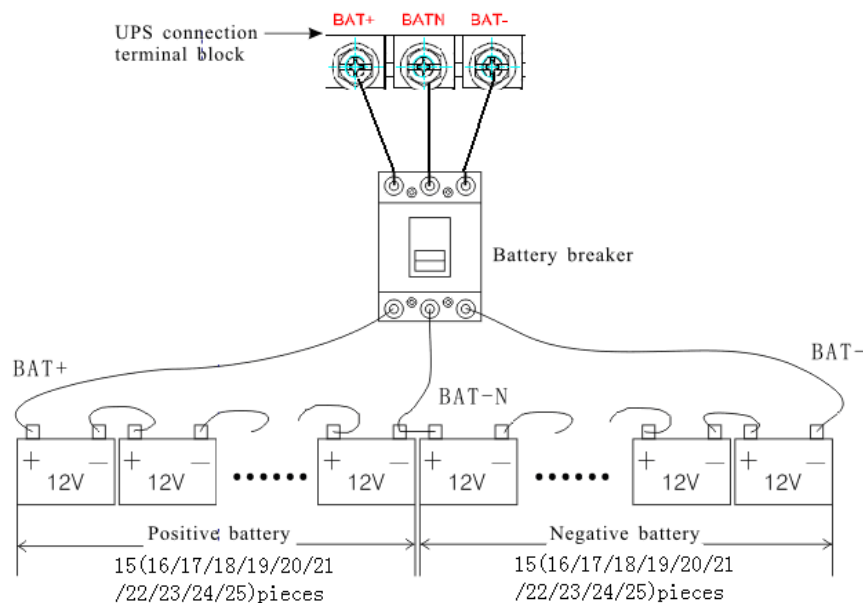 BAT+ BATN BAT-
UPS connection
terminal block
Battery breaker
BAT+
BAT-
BAT-N
+ — + — + — + — + — + —
12V 12V 12V 12V 12V 12V
Positive battery
Negative battery
15(16/17/18/19/20/21
/22/23/24/25)pieces
15(16/17/18/19/20/21
/22/23/24/25)pieces